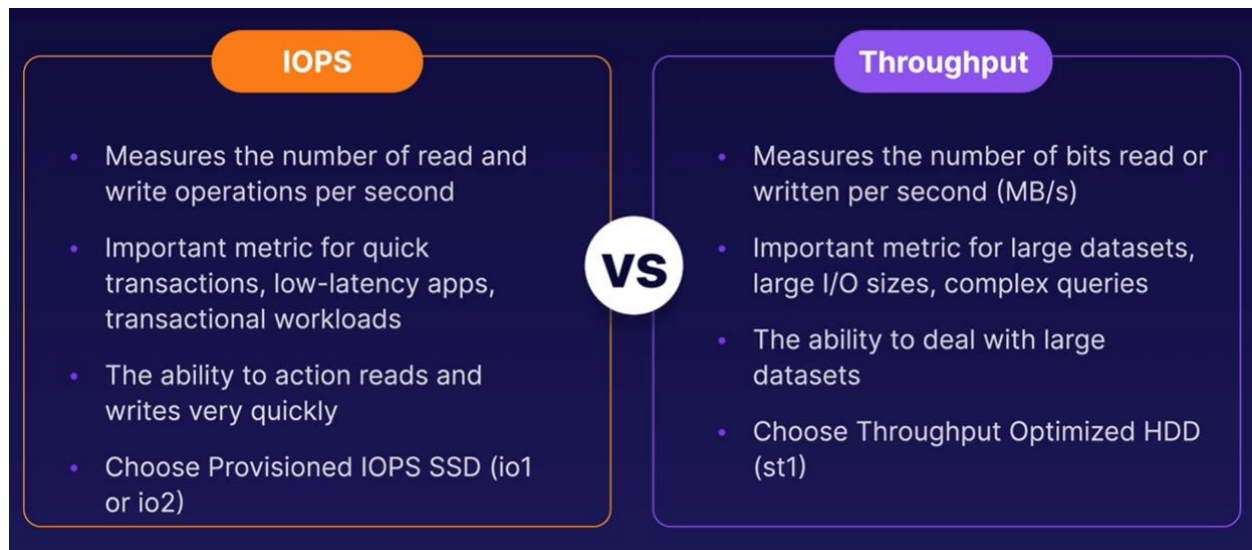 IOPS
• Measures the number of read and
write operations per second
• Important metric for quick
transactions, low-latency apps,
transactional workloads
• The ability to action reads and
writes very quickly
• Choose Provisioned IOPS SSD (io1
or io2)
VS
Throughput
• Measures the number of bits read or
written per second (MB/s)
• Important metric for large datasets,
large I/O sizes, complex queries
• The ability to deal with large
datasets
• Choose Throughput Optimized HDD
(st1)